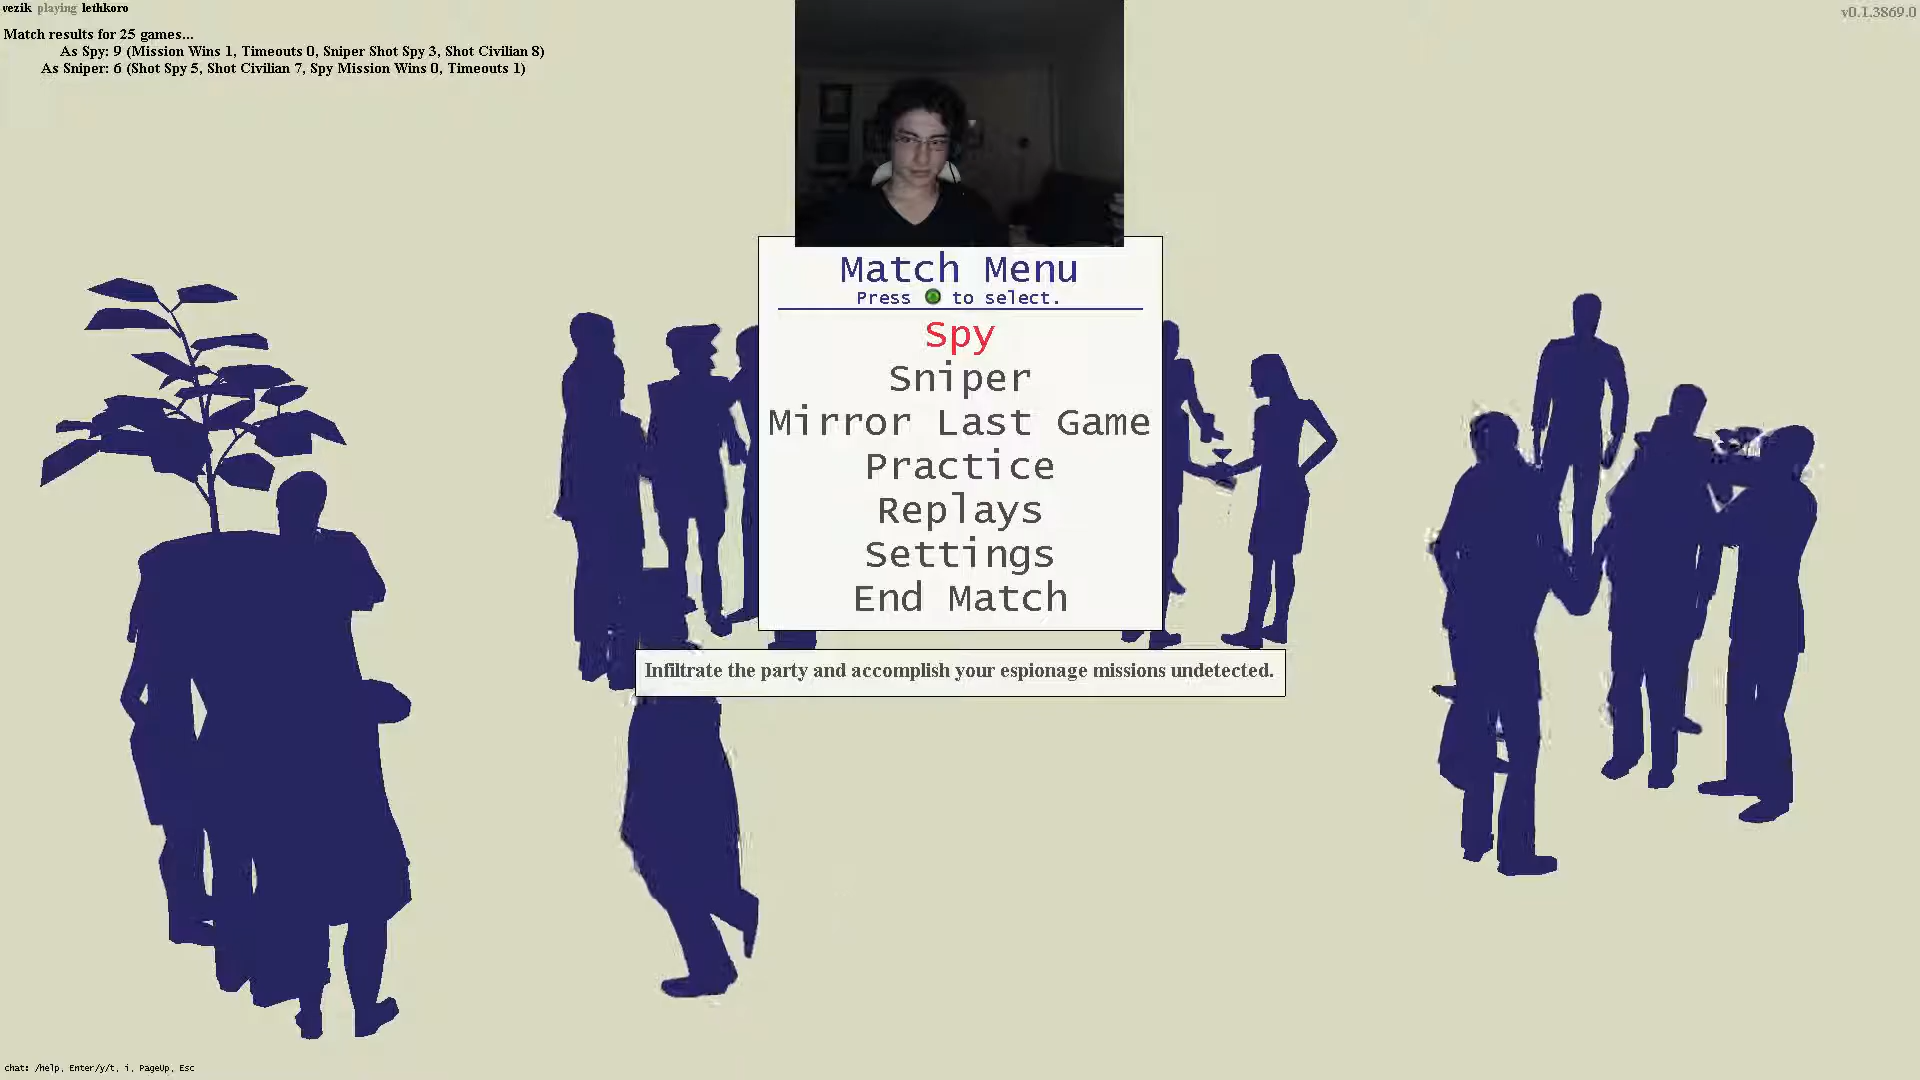 vezik playing lethkoro
v0.1.3869.0
Match results for 25 games...
As Spy: 9 (Mission Wins 1, Timeouts 0, Sniper Shot Spy 3, Shot Civilian 8)
As Sniper: 6 (Shot Spy 5, Shot Civilian 7, Spy Mission Wins 0, Timeouts 1)
Match Menu
Press to select.
Spy
Sniper
Mirror Last Game
Practice
Replays
Settings
End Match
Infiltrate the party and accomplish your espionage missions undetected.
chat: /help, Enter/y/t, i, PageUp, Esc